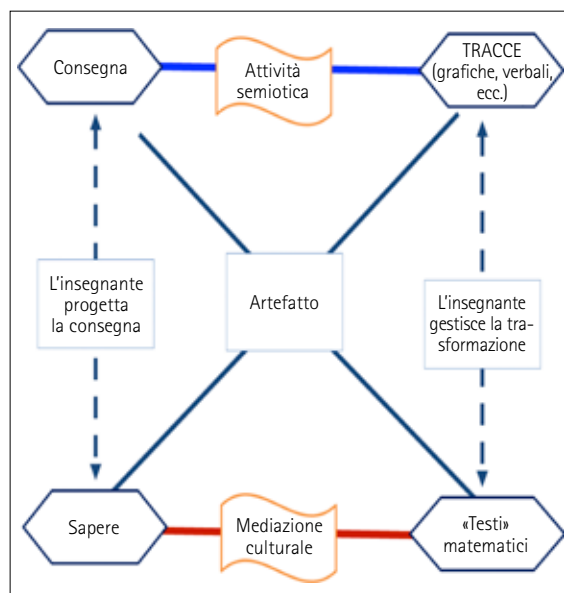 Consegna
Attività
semiotica
TRACCE
(grafiche, verbali,
ecc.)
L'insegnante
progetta
la consegna
Artefatto
L'insegnante
gestisce la tra-
sformazione
Sapere
Mediazione
culturale
«Testi»
matematici